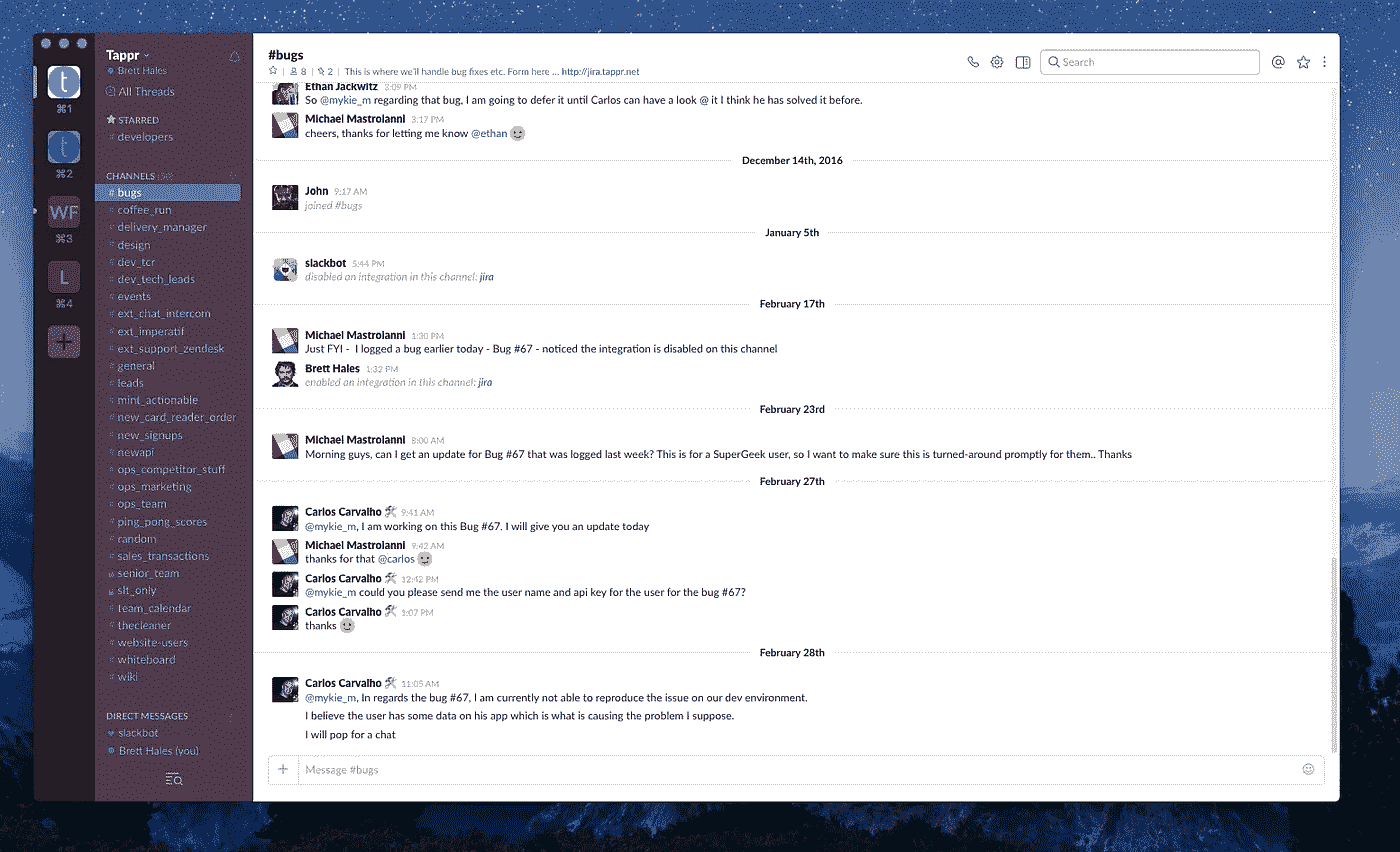 t
⌘1
t
⌘2
WF
⌘3
L
⌘4
+
Tappr
Brett Hales
All Threads
STARRED
# developers
CHANNELS
# bugs
# coffee_run
# delivery_manager
# design
# dev_tcr
# dev_tech_leads
# events
# ext_chat_intercom
# ext_imperatif
# ext_support_zendesk
# general
# leads
# mint_actionable
# new_card_reader_order
# new_signups
# newapi
# ops_competitor_stuff
# ops_marketing
# ops_team
# ping_pong_scores
# random
# sales_transactions
senior_team
slt_only
# team_calendar
# thecleaner
# website-users
# whiteboard
# wiki
DIRECT MESSAGES
slackbot
Brett Hales (you)
#bugs
8 | 2 | This is where we'll handle bug fixes etc. Form here ... http://jira.tappr.net
Search
Ethan Jackwitz 3:09 PM
So @mykie_m regarding that bug, I am going to defer it until Carlos can have a look @ it I think he has solved it before.
Michael Mastroianni 3:17 PM
cheers, thanks for letting me know @ethan
December 14th, 2016
John 9:17 AM
joined #bugs
January 5th
slackbot 5:44 PM
disabled an integration in this channel: jira
February 17th
Michael Mastroianni 1:30 PM
Just FYI - I logged a bug earlier today - Bug #67 - noticed the integration is disabled on this channel
Brett Hales 1:32 PM
enabled an integration in this channel: jira
February 23rd
Michael Mastroianni 8:00 AM
Morning guys, can I get an update for Bug #67 that was logged last week? This is for a SuperGeek user, so I want to make sure this is turned-around promptly for them.. Thanks
February 27th
Carlos Carvalho 9:41 AM
@mykie_m, I am working on this Bug #67. I will give you an update today
Michael Mastroianni 9:42 AM
thanks for that @carlos
Carlos Carvalho 12:42 PM
@mykie_m could you please send me the user name and api key for the user for the bug #67?
Carlos Carvalho 1:07 PM
thanks
February 28th
Carlos Carvalho 11:05 AM
@mykie_m, In regards the bug #67, I am currently not able to reproduce the issue on our dev environment.
I believe the user has some data on his app which is what is causing the problem I suppose.
I will pop for a chat
+ Message #bugs